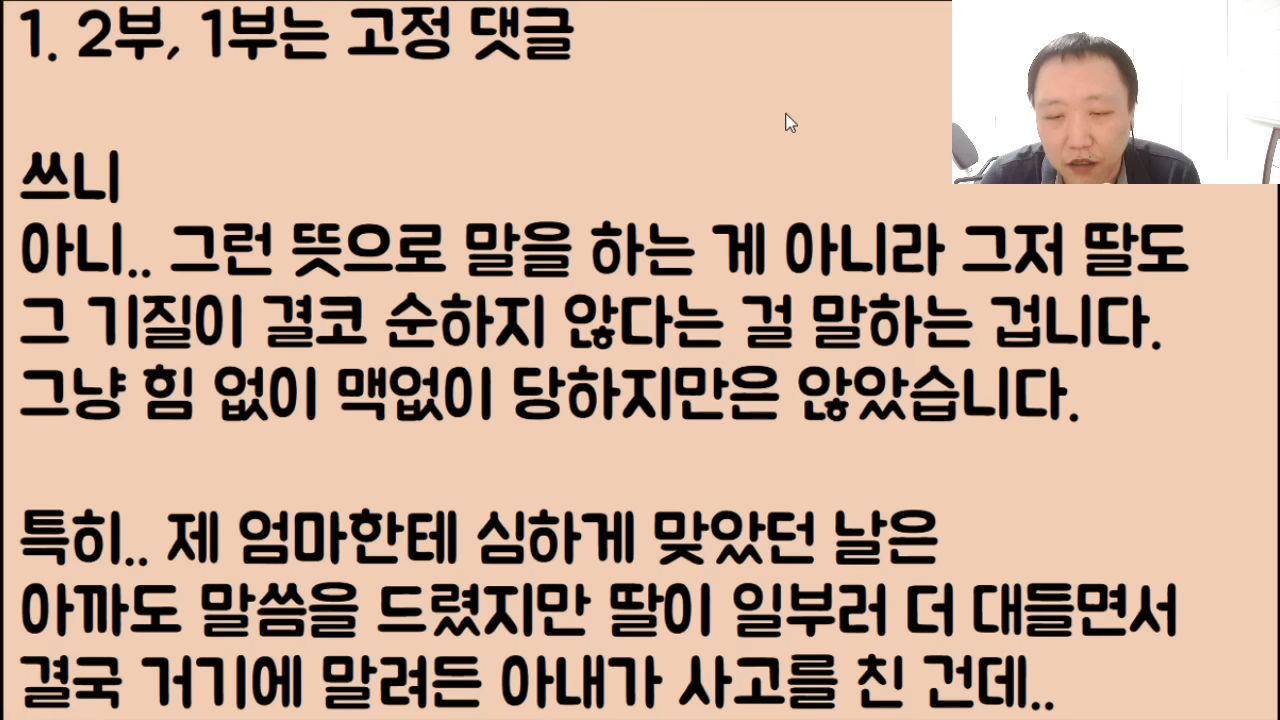 1. 2부, 1부는 고정 댓글
쓰니
아니.. 그런 뜻으로 말을 하는 게 아니라 그저 딸도
그 기질이 결코 순하지 않다는 걸 말하는 겁니다.
그냥 힘 없이 맥없이 당하지만은 않았습니다.
특히.. 제 엄마한테 심하게 맞았던 날은
아까도 말씀을 드렸지만 딸이 일부러 더 대들면서
결국 거기에 말려든 아내가 사고를 친 건데..